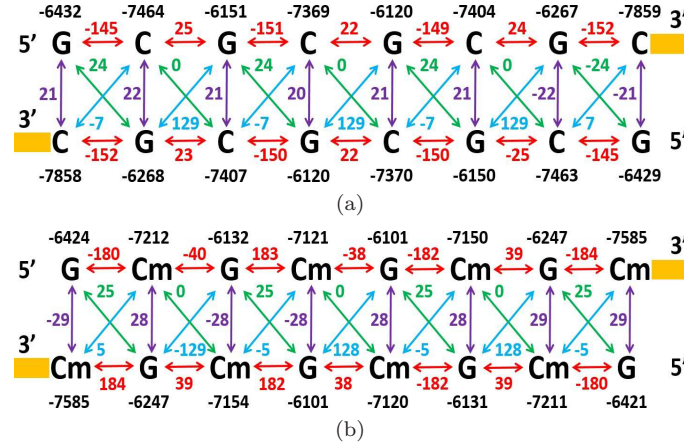 -6432 -7464 -6151 -7369 -6120 -7404 -6267 -7859
5' G -145 C 25 G -151 C 22 G -149 C 24 G -152 C 3'
24 0 24 0 24 0 -24
21 22 21 20 21 21 -22 -21
-7 129 -7 129 -7 129 7
3' C -152 G 23 C -150 G 22 C -150 G -25 C -145 G 5'
-7858 -6268 -7407 -6120 -7370 -6150 -7463 -6429
(a)
-6424 -7212 -6132 -7121 -6101 -7150 -6247 -7585
5' G -180 Cm -40 G 183 Cm -38 G -182 Cm 39 G -184 Cm 3'
25 0 25 0 25 0 25
-29 28 -28 -28 28 28 29 29
5 -129 -5 128 -5 128 -5
3' Cm 184 G 39 Cm 182 G 38 Cm -182 G 39 Cm -180 G 5'
-7585 -6247 -7154 -6101 -7120 -6131 -7211 -6421
(b)